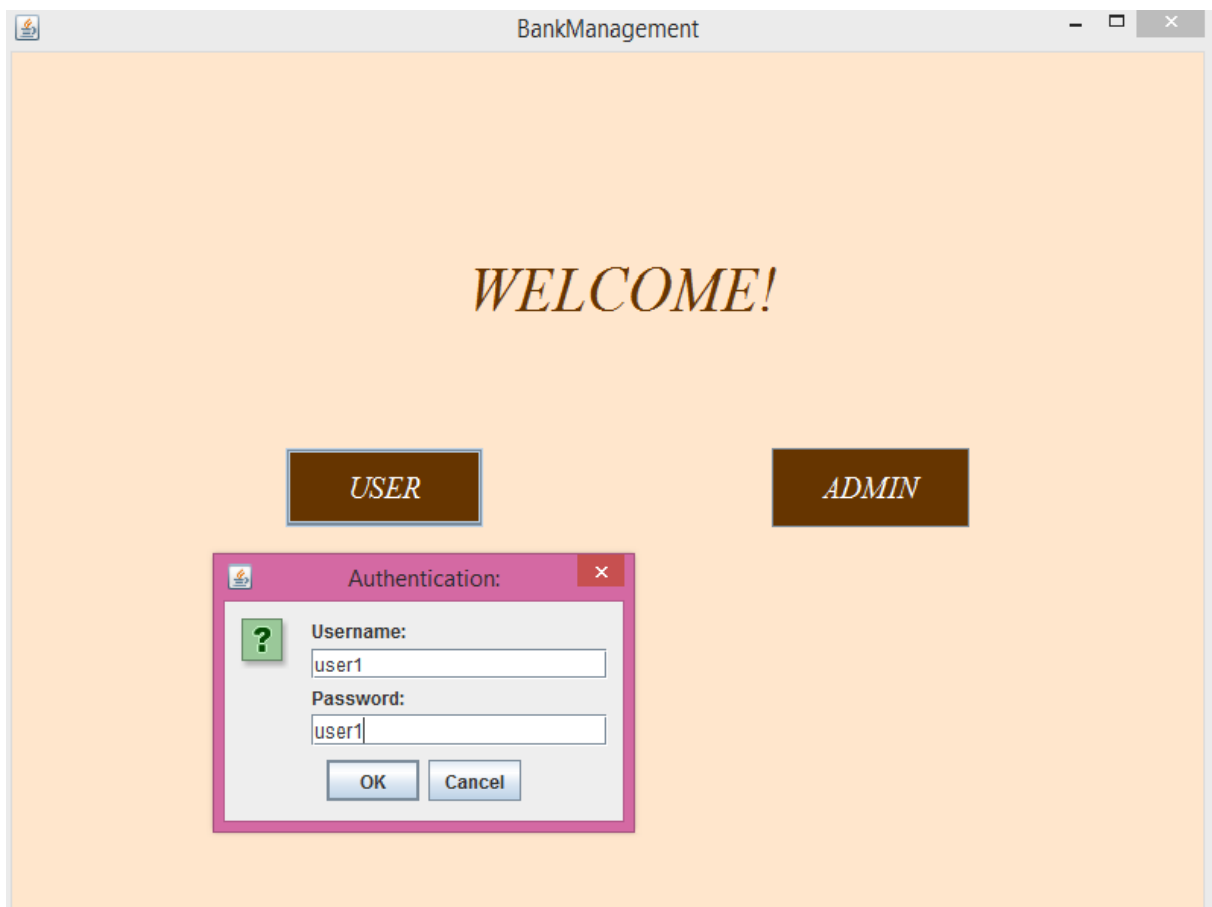 BankManagement
WELCOME!
USER ADMIN
Authentication:
?
Username:
user1
Password:
user1
OK Cancel